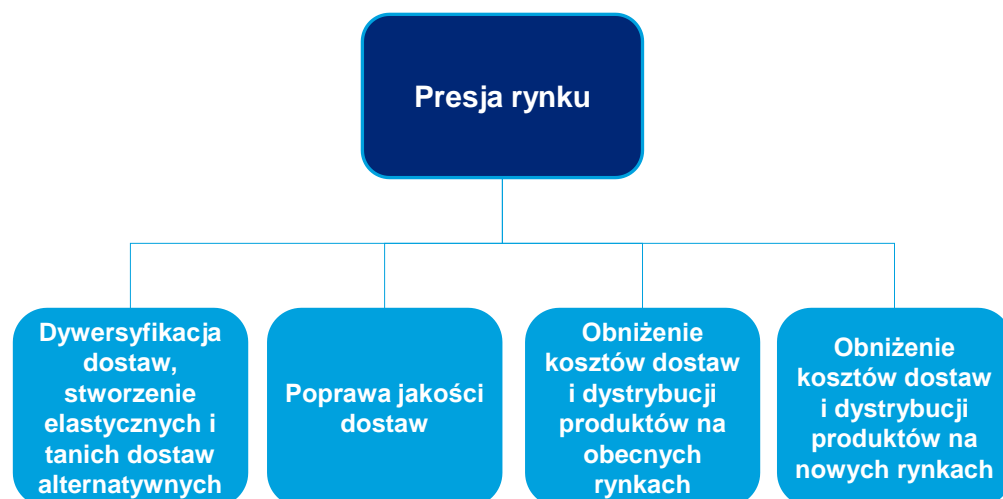 Presja rynku
Dywersyfikacja
dostaw,
stworzenie
elastycznych i
tanich dostaw
alternatywnych
Poprawa jakości
dostaw
Obniżenie
kosztów dostaw
i dystrybucji
produktów na
obecnych
rynkach
Obniżenie
kosztów dostaw
i dystrybucji
produktów na
nowych rynkach